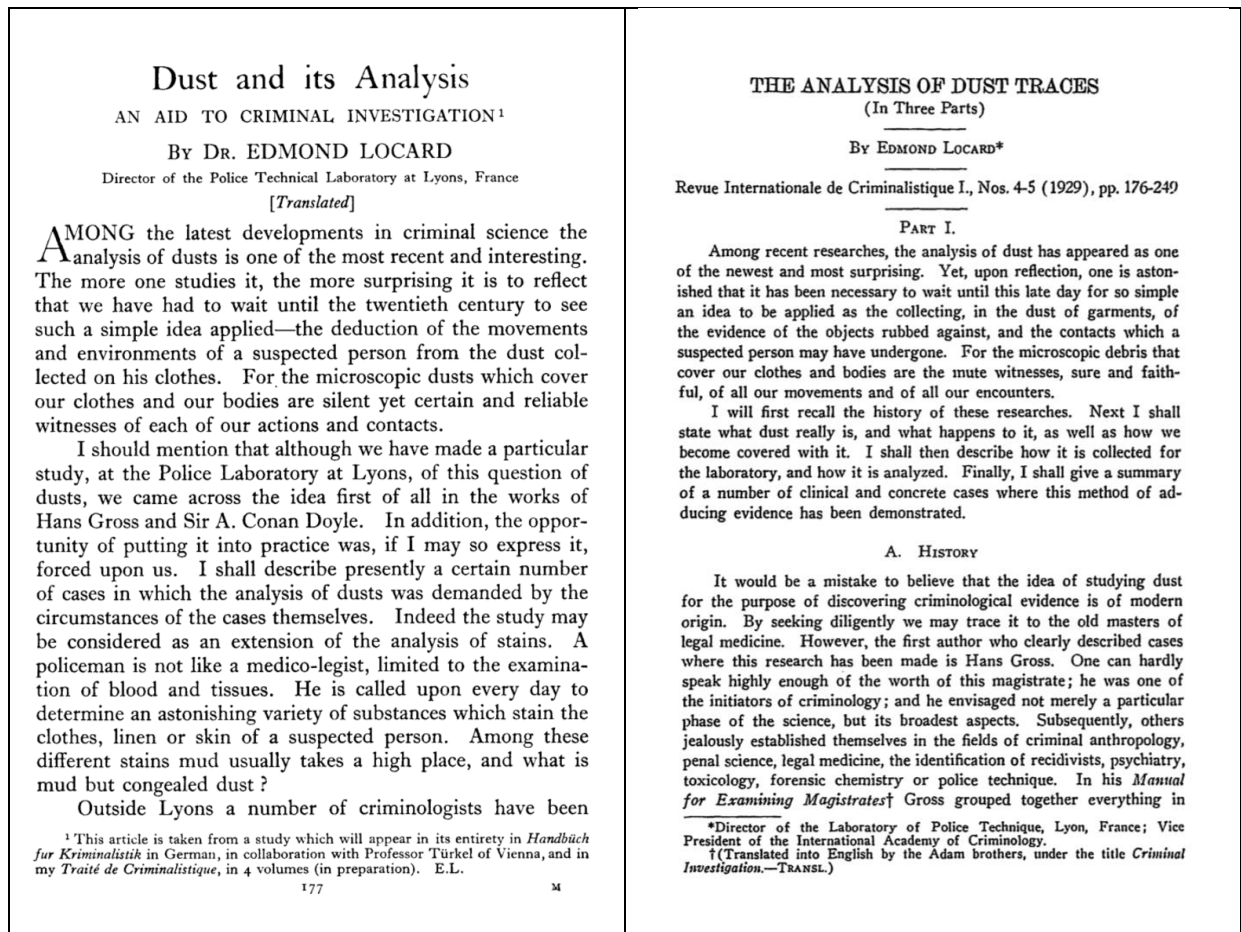 Dust and its Analysis
AN AID TO CRIMINAL INVESTIGATION¹
BY DR. EDMOND LOCARD
Director of the Police Technical Laboratory at Lyons, France
[Translated]
AMONG the latest developments in criminal science the
analysis of dusts is one of the most recent and interesting.
The more one studies it, the more surprising it is to reflect
that we have had to wait until the twentieth century to see
such a simple idea applied—the deduction of the movements
and environments of a suspected person from the dust col-
lected on his clothes. For the microscopic dusts which cover
our clothes and our bodies are silent yet certain and reliable
witnesses of each of our actions and contacts.
I should mention that although we have made a particular
study, at the Police Laboratory at Lyons, of this question of
dusts, we came across the idea first of all in the works of
Hans Gross and Sir A. Conan Doyle. In addition, the oppor-
tunity of putting it into practice was, if I may so express it,
forced upon us. I shall describe presently a certain number
of cases in which the analysis of dusts was demanded by the
circumstances of the cases themselves. Indeed the study may
be considered as an extension of the analysis of stains. A
policeman is not like a medico-legist, limited to the examina-
tion of blood and tissues. He is called upon every day to
determine an astonishing variety of substances which stain the
clothes, linen or skin of a suspected person. Among these
different stains mud usually takes a high place, and what is
mud but congealed dust ?
Outside Lyons a number of criminologists have been
¹ This article is taken from a study which will appear in its entirety in Handbüch
fur Kriminalistik in German, in collaboration with Professor Türkel of Vienna, and in
my Traité de Criminalistique, in 4 volumes (in preparation). E.L.
177 M
THE ANALYSIS OF DUST TRACES
(In Three Parts)
BY EDMOND LOCARD*
Revue Internationale de Criminalistique I., Nos. 4-5 (1929), pp. 176-249
PART I.
Among recent researches, the analysis of dust has appeared as one
of the newest and most surprising. Yet, upon reflection, one is aston-
ished that it has been necessary to wait until this late day for so simple
an idea to be applied as the collecting, in the dust of garments, of
the evidence of the objects rubbed against, and the contacts which a
suspected person may have undergone. For the microscopic debris that
cover our clothes and bodies are the mute witnesses, sure and faith-
ful, of all our movements and of all our encounters.
I will first recall the history of these researches. Next I shall
state what dust really is, and what happens to it, as well as how we
become covered with it. I shall then describe how it is collected for
the laboratory, and how it is analyzed. Finally, I shall give a summary
of a number of clinical and concrete cases where this method of ad-
ducing evidence has been demonstrated.
A. HISTORY
It would be a mistake to believe that the idea of studying dust
for the purpose of discovering criminological evidence is of modern
origin. By seeking diligently we may trace it to the old masters of
legal medicine. However, the first author who clearly described cases
where this research has been made is Hans Gross. One can hardly
speak highly enough of the worth of this magistrate; he was one of
the initiators of criminology; and he envisaged not merely a particular
phase of the science, but its broadest aspects. Subsequently, others
jealously established themselves in the fields of criminal anthropology,
penal science, legal medicine, the identification of recidivists, psychiatry,
toxicology, forensic chemistry or police technique. In his Manual
for Examining Magistrates† Gross grouped together everything in
*Director of the Laboratory of Police Technique, Lyon, France; Vice
President of the International Academy of Criminology.
†(Translated into English by the Adam brothers, under the title Criminal
Investigation.—TRANSL.)